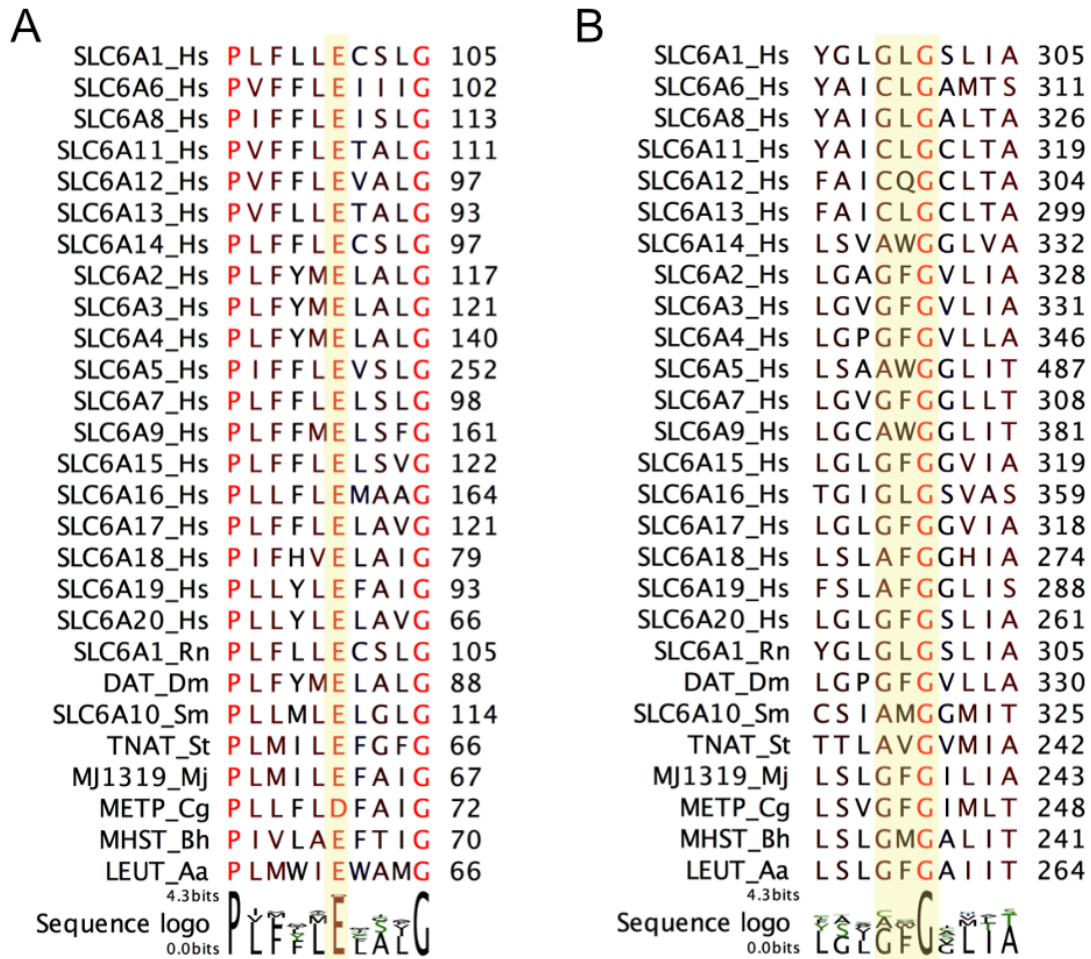 A
SLC6A1_Hs PLFLLECSLG 105
SLC6A6_Hs PVFFLEIIIG 102
SLC6A8_Hs PIFFLEISLG 113
SLC6A11_Hs PVFFLETALG 111
SLC6A12_Hs PVFFLEVALG 97
SLC6A13_Hs PVFLLETALG 93
SLC6A14_Hs PLFFLECSLG 97
SLC6A2_Hs PLFYMELALG 117
SLC6A3_Hs PLFYMELALG 121
SLC6A4_Hs PLFYMELALG 140
SLC6A5_Hs PIFFLEVSLG 252
SLC6A7_Hs PLFFLELSLG 98
SLC6A9_Hs PLFFMELSFG 161
SLC6A15_Hs PLFFLELSVG 122
SLC6A16_Hs PLLFLEMAAG 164
SLC6A17_Hs PLFFLELAVG 121
SLC6A18_Hs PIFHVELAIG 79
SLC6A19_Hs PLLYLEFAIG 93
SLC6A20_Hs PLLYLELAVG 66
SLC6A1_Rn PLFLLECSLG 105
DAT_Dm PLFYMELALG 88
SLC6A10_Sm PLLMLELGLG 114
TNAT_St PLMILEFGFG 66
MJ1319_Mj PLMILEFAIG 67
METP_Cg PLLFLDFAIG 72
MHST_Bh PIVLAEFTIG 70
LEUT_Aa PLMWIEWAMG 66
4.3bits
Sequence logo PLFLELALG
0.0bits
B
SLC6A1_Hs YGLGLGSLIA 305
SLC6A6_Hs YAICLGAMTS 311
SLC6A8_Hs YAIGLGALTA 326
SLC6A11_Hs YAICLGCLTA 319
SLC6A12_Hs FAICQGCLTA 304
SLC6A13_Hs FAICLGCLTA 299
SLC6A14_Hs LSVAWGGLVA 332
SLC6A2_Hs LGAGFGVLIA 328
SLC6A3_Hs LGVGFGVLIA 331
SLC6A4_Hs LGPGFGVLLA 346
SLC6A5_Hs LSAAWGGLIT 487
SLC6A7_Hs LGVGFGGLLT 308
SLC6A9_Hs LGCAWGGLIT 381
SLC6A15_Hs LGLGFGGVIA 319
SLC6A16_Hs TGIGLGSVAS 359
SLC6A17_Hs LGLGFGGVIA 318
SLC6A18_Hs LSLAFGGHIA 274
SLC6A19_Hs FSLAFGGLIS 288
SLC6A20_Hs LGLGFGSLIA 261
SLC6A1_Rn YGLGLGSLIA 305
DAT_Dm LGPGFGVLLA 330
SLC6A10_Sm CSIAMGGMIT 325
TNAT_St TTLAVGVMIA 242
MJ1319_Mj LSLGFGILIA 243
METP_Cg LSVGFGIMLT 248
MHST_Bh LSLGMGALIT 241
LEUT_Aa LSLGFGAIIT 264
4.3bits
Sequence logo LGLGFGLIA
0.0bits